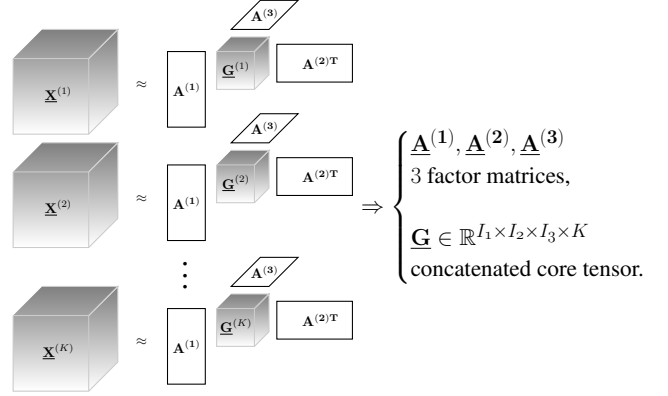 A^(3)
X^(1) ≈ A^(1) G^(1) A^(2)T
A^(3)
X^(2) ≈ A^(1) G^(2) A^(2)T
⋮
A^(3)
X^(K) ≈ A^(1) G^(K) A^(2)T
⇒
A^(1), A^(2), A^(3)
3 factor matrices,
G ∈ ℝ^{I₁×I₂×I₃×K}
concatenated core tensor.